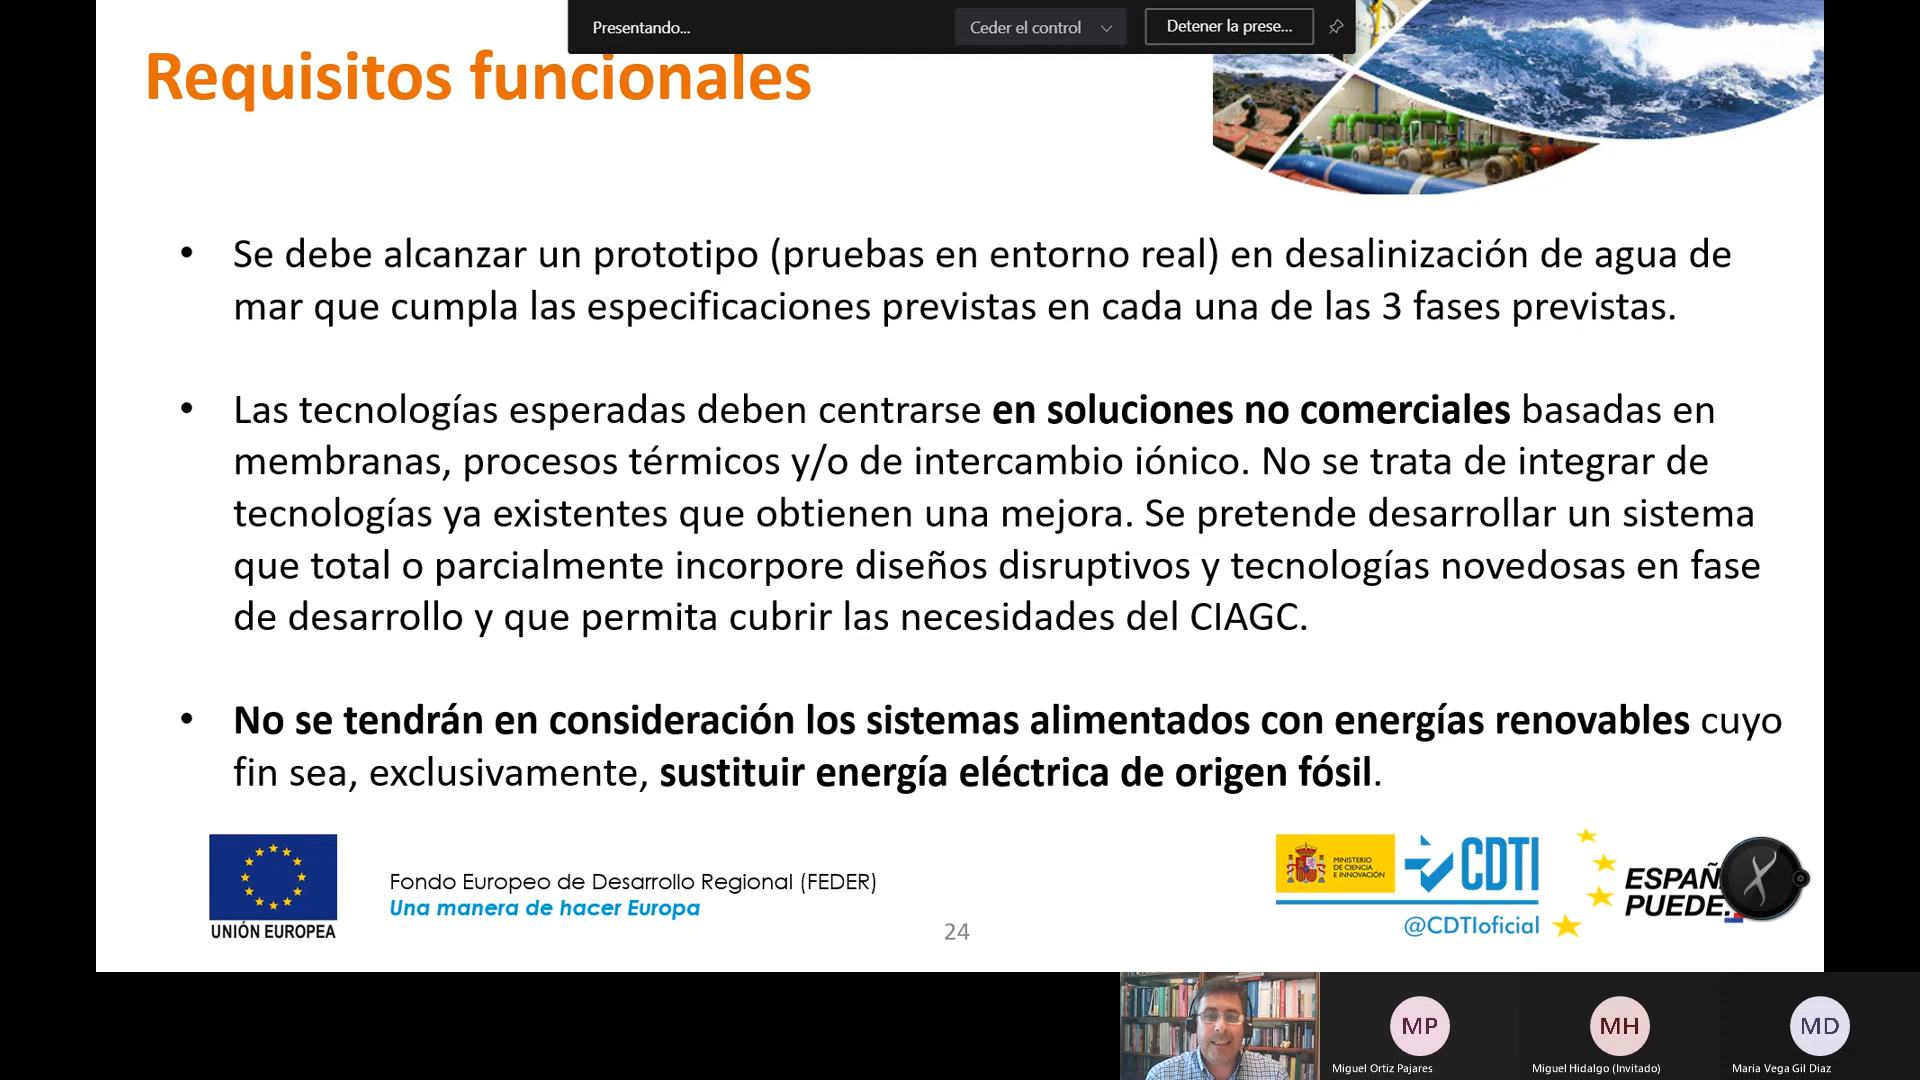 Presentando...
Ceder el control
Detener la prese...
Requisitos funcionales
• Se debe alcanzar un prototipo (pruebas en entorno real) en desalinización de agua de
mar que cumpla las especificaciones previstas en cada una de las 3 fases previstas.
• Las tecnologías esperadas deben centrarse en soluciones no comerciales basadas en
membranas, procesos térmicos y/o de intercambio iónico. No se trata de integrar de
tecnologías ya existentes que obtienen una mejora. Se pretende desarrollar un sistema
que total o parcialmente incorpore diseños disruptivos y tecnologías novedosas en fase
de desarrollo y que permita cubrir las necesidades del CIAGC.
• No se tendrán en consideración los sistemas alimentados con energías renovables cuyo
fin sea, exclusivamente, sustituir energía eléctrica de origen fósil.
UNIÓN EUROPEA
Fondo Europeo de Desarrollo Regional (FEDER)
Una manera de hacer Europa
24
MINISTERIO
DE CIENCIA
E INNOVACIÓN
CDTI
@CDTIoficial
ESPAÑ
PUEDE.
MP
Miguel Ortiz Pajares
MH
Miguel Hidalgo (Invitado)
MD
Maria Vega Gil Diaz